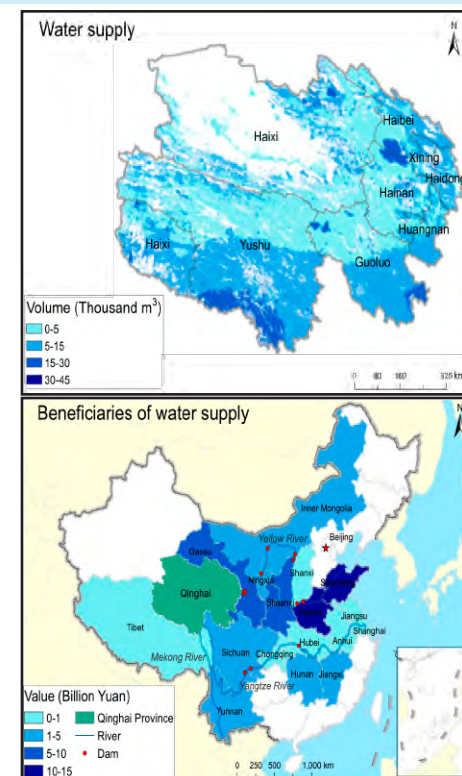 Water supply
N
Haibei
Haixi
Xining
Haidong
Hainan
Huangnan
Haixi
Yushu
Guoluo
Volume (Thousand m³)
0-5
5-15
15-30
30-45
0 80 160 320 km
Beneficiaries of water supply
N
Inner Mongolia
Beijing
Yellow River
Gansu
Ningxia
Shanxi
Qinghai
Shaanxi
Jiangsu
Tibet
Shanghai
Hubei
Anhui
Sichuan
Chongqing
Mekong River
Hunan
Jiangxi
Yangtze River
Yunnan
Value (Billion Yuan)
0-1
Qinghai Province
1-5
River
5-10
Dam
10-15
0 250 500 1,000 km